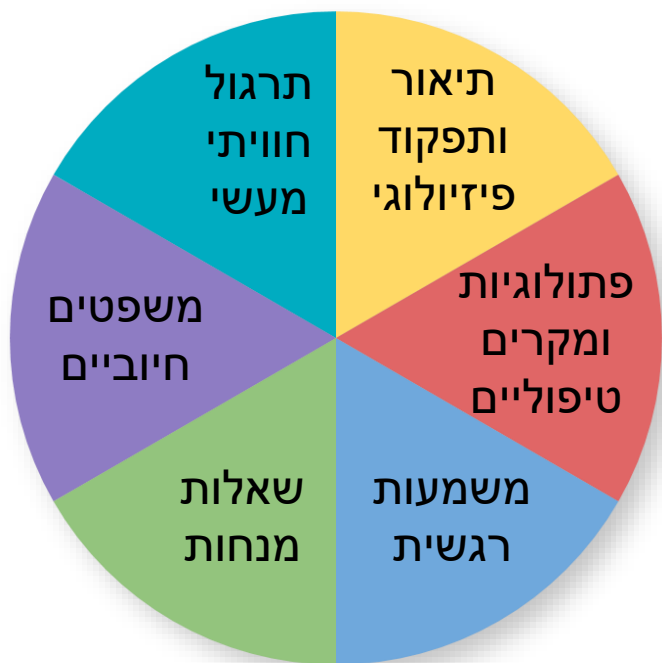 תיאור
ותפקוד
פיזיולוגי
פתולוגיות
ומקרים
טיפוליים
משמעות
רגשית
שאלות
מנחות
משפטים
חיוביים
תרגול
חוויתי
מעשי